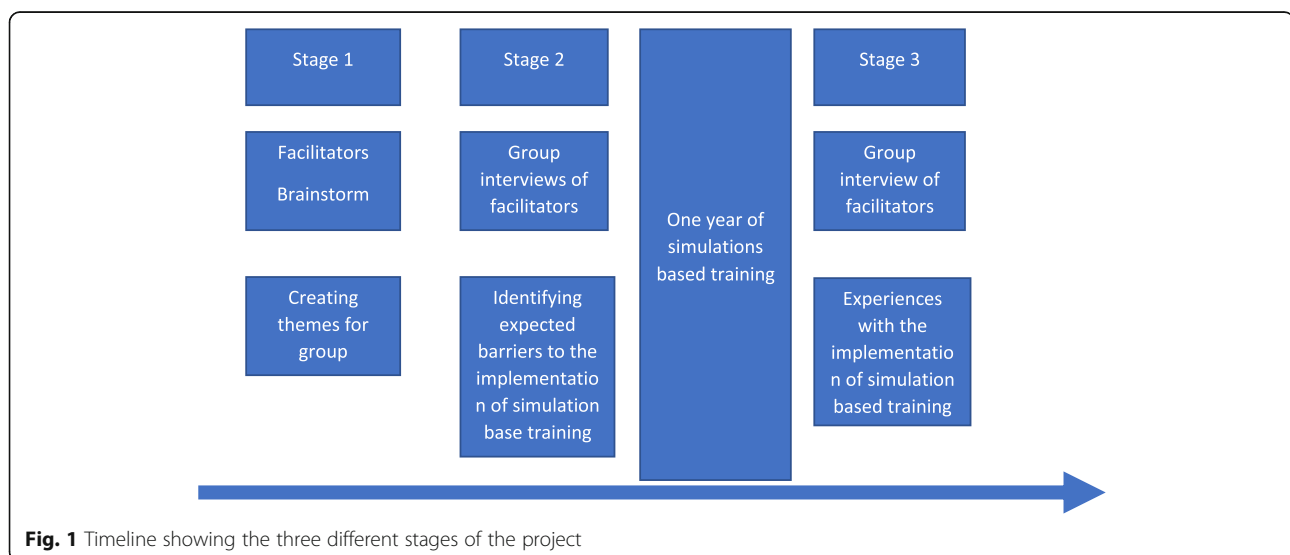 Stage 1
Facilitators
Brainstorm
Creating
themes for
group
Stage 2
Group
interviews of
facilitators
Identifying
expected
barriers to the
implementatio
n of simulation
base training
One year of
simulations
based training
Stage 3
Group
interview of
facilitators
Experiences
with the
implementatio
n of simulation
based training
Fig. 1 Timeline showing the three different stages of the project